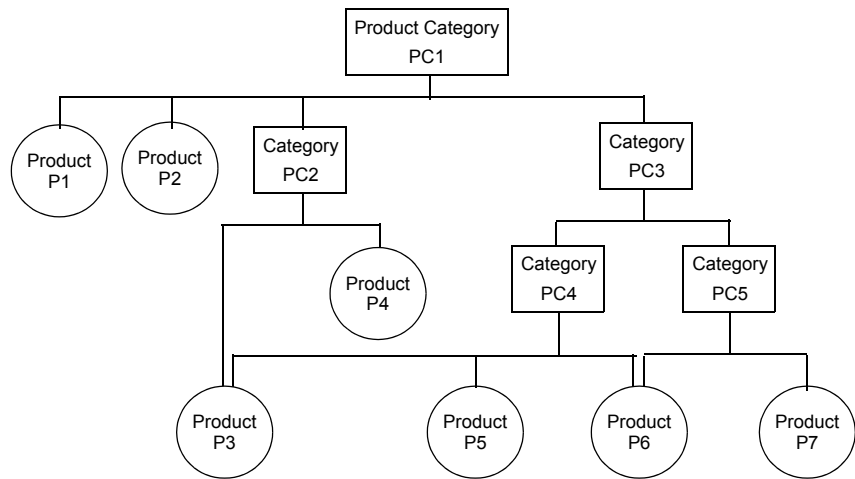 Product Category
PC1
Product
P1
Product
P2
Category
PC2
Category
PC3
Product
P4
Category
PC4
Category
PC5
Product
P3
Product
P5
Product
P6
Product
P7